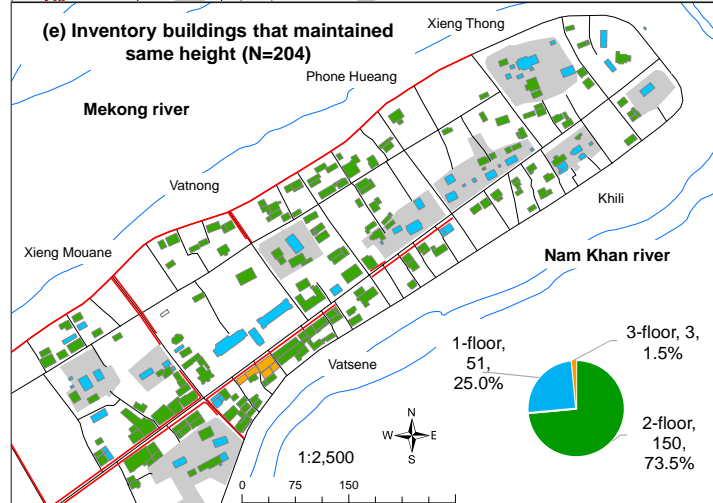 (e) Inventory buildings that maintained
same height (N=204)
Xieng Thong
Phone Hueang
Mekong river
Vatnong
Khili
Xieng Mouane
Nam Khan river
Vatsene
1-floor,
51,
25.0%
3-floor, 3,
1.5%
2-floor,
150,
73.5%
N
W E
S
1:2,500
0 75 150